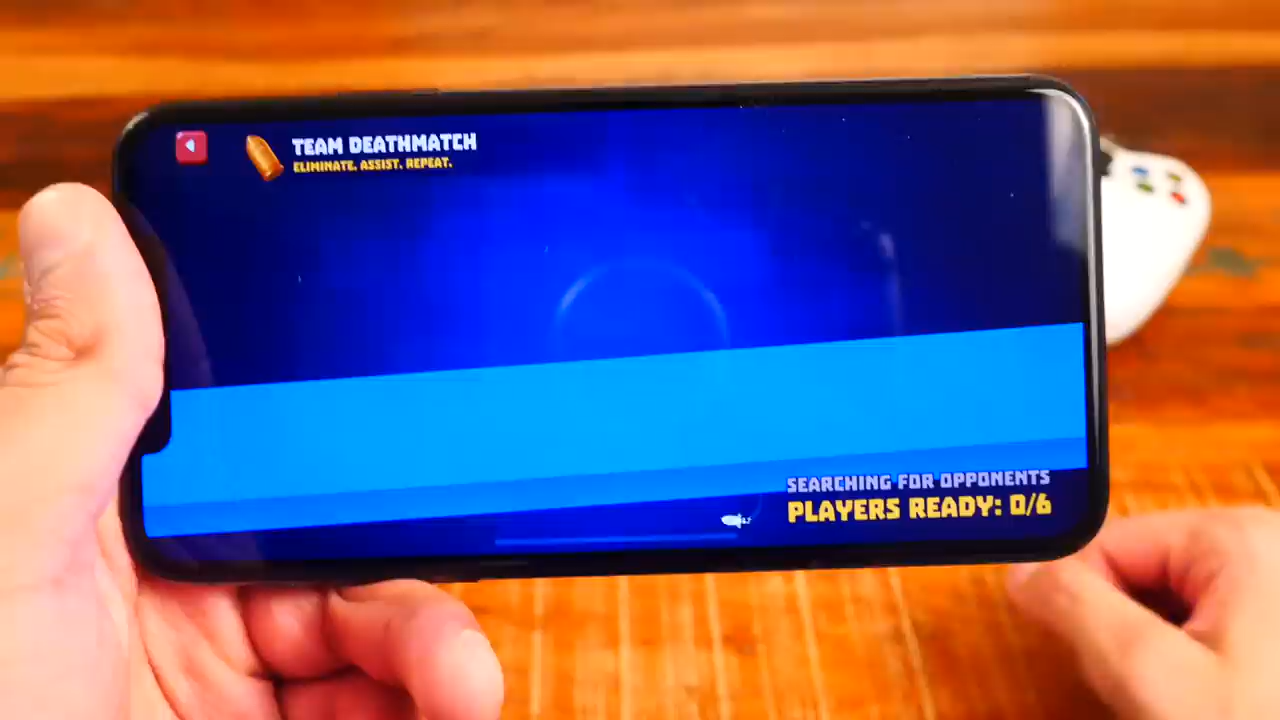 TEAM DEATHMATCH
ELIMINATE. ASSIST. REPEAT.
SEARCHING FOR OPPONENTS
PLAYERS READY: 0/6